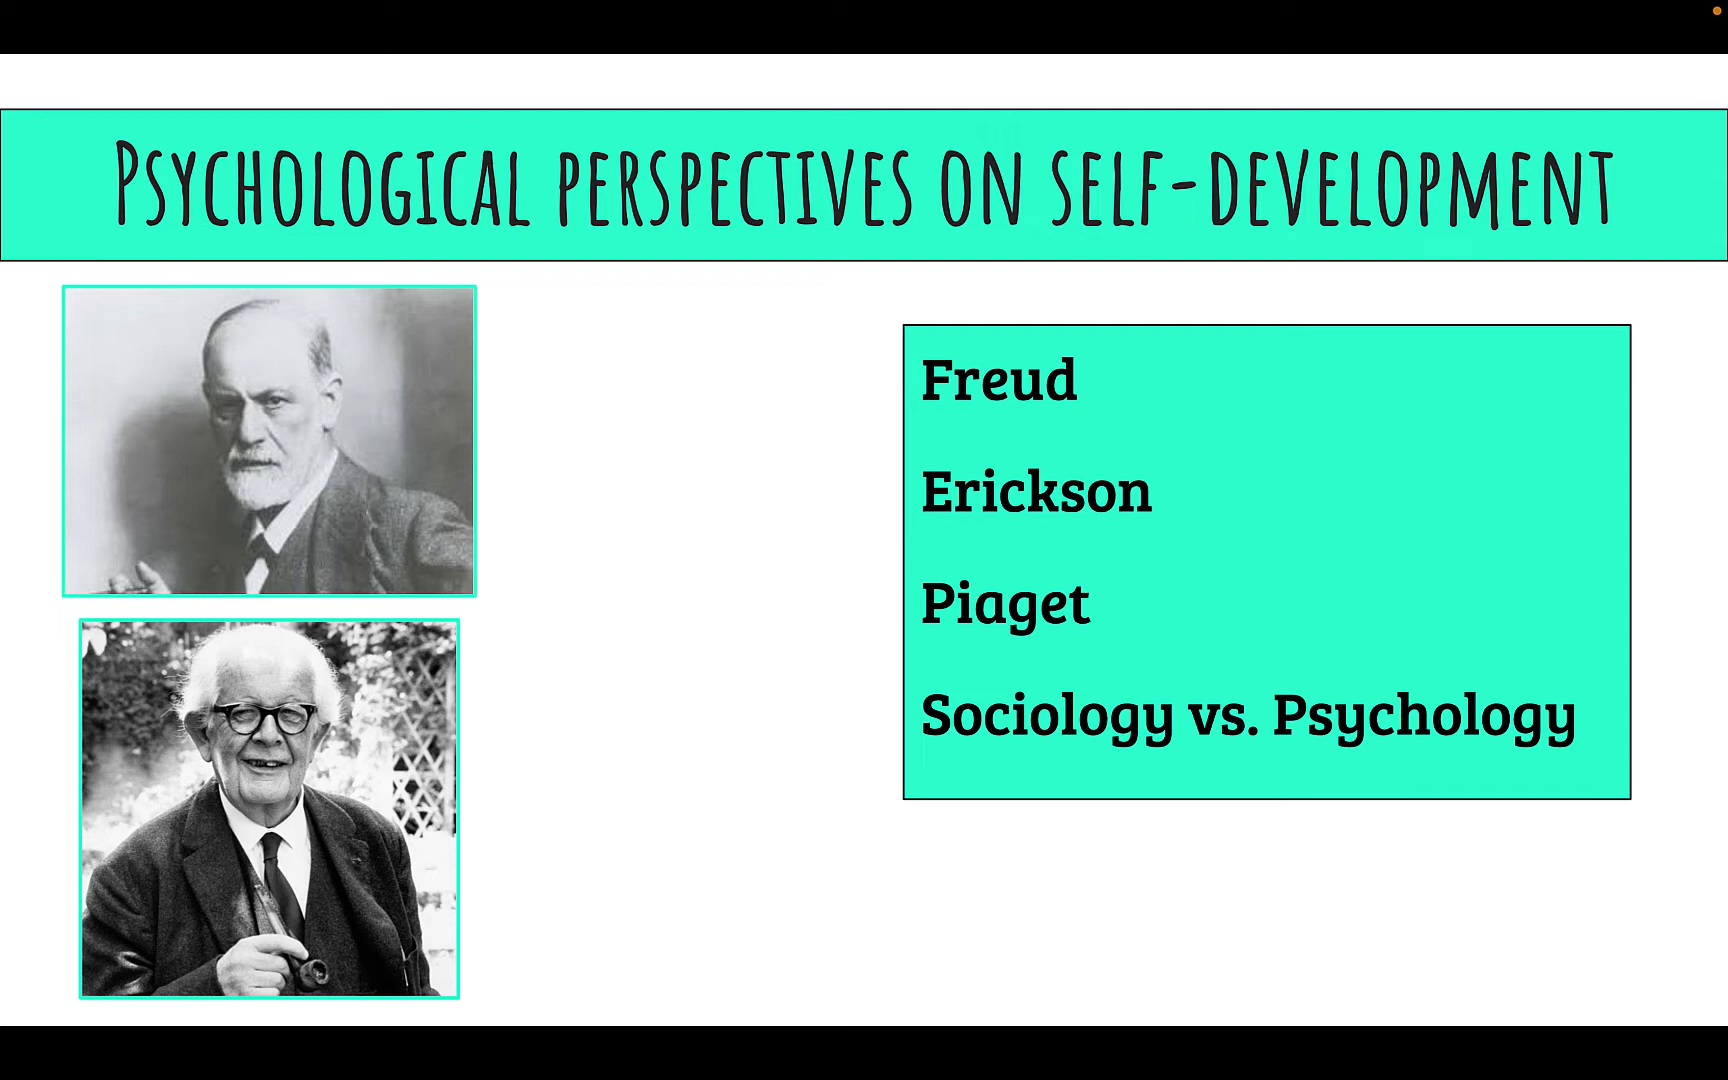 Psychological perspectives on self-development
Freud
Erickson
Piaget
Sociology vs. Psychology